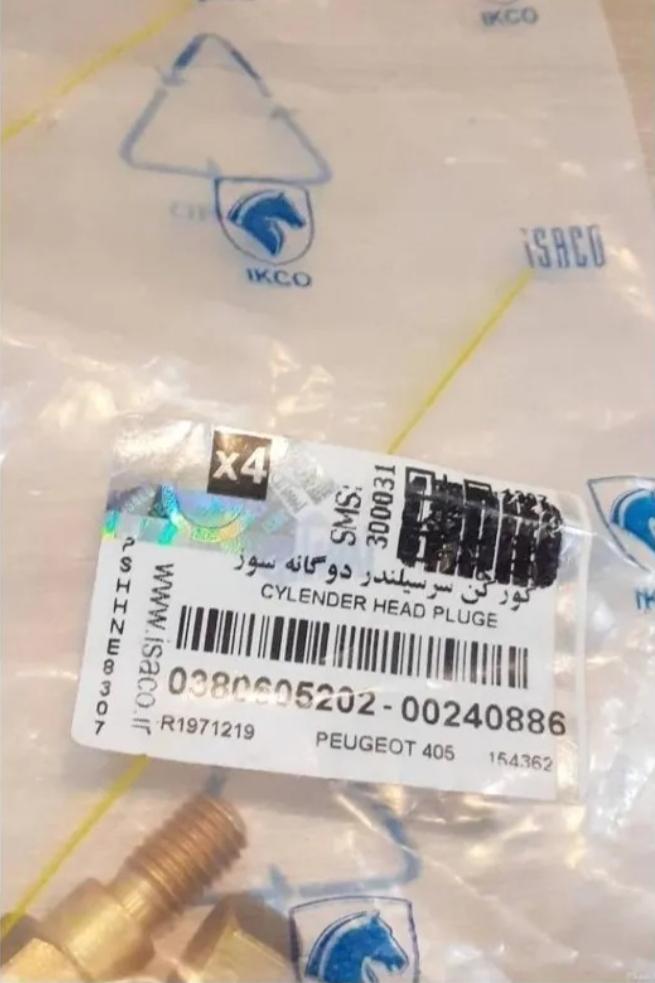 IKCO
IKCO
iSACO
x4
SMS:
300031
کورکن سرسیلندر دوگانه سوز
CYLENDER HEAD PLUGE
www.isaco.ir
PSHHNE8307
0380605202-00240886
R1971219
PEUGEOT 405
154362